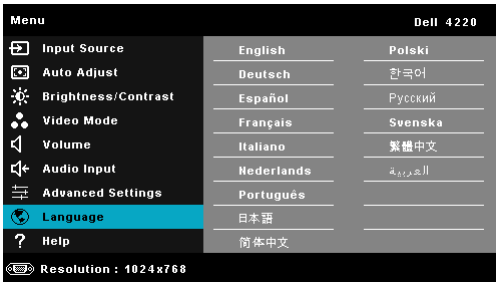 Menu
Dell 4220
Input Source
Auto Adjust
Brightness/Contrast
Video Mode
Volume
Audio Input
Advanced Settings
Language
Help
English
Deutsch
Español
Français
Italiano
Nederlands
Português
日本語
简体中文
Polski
한국어
Русский
Svenska
繁體中文
العربية
Resolution : 1024x768